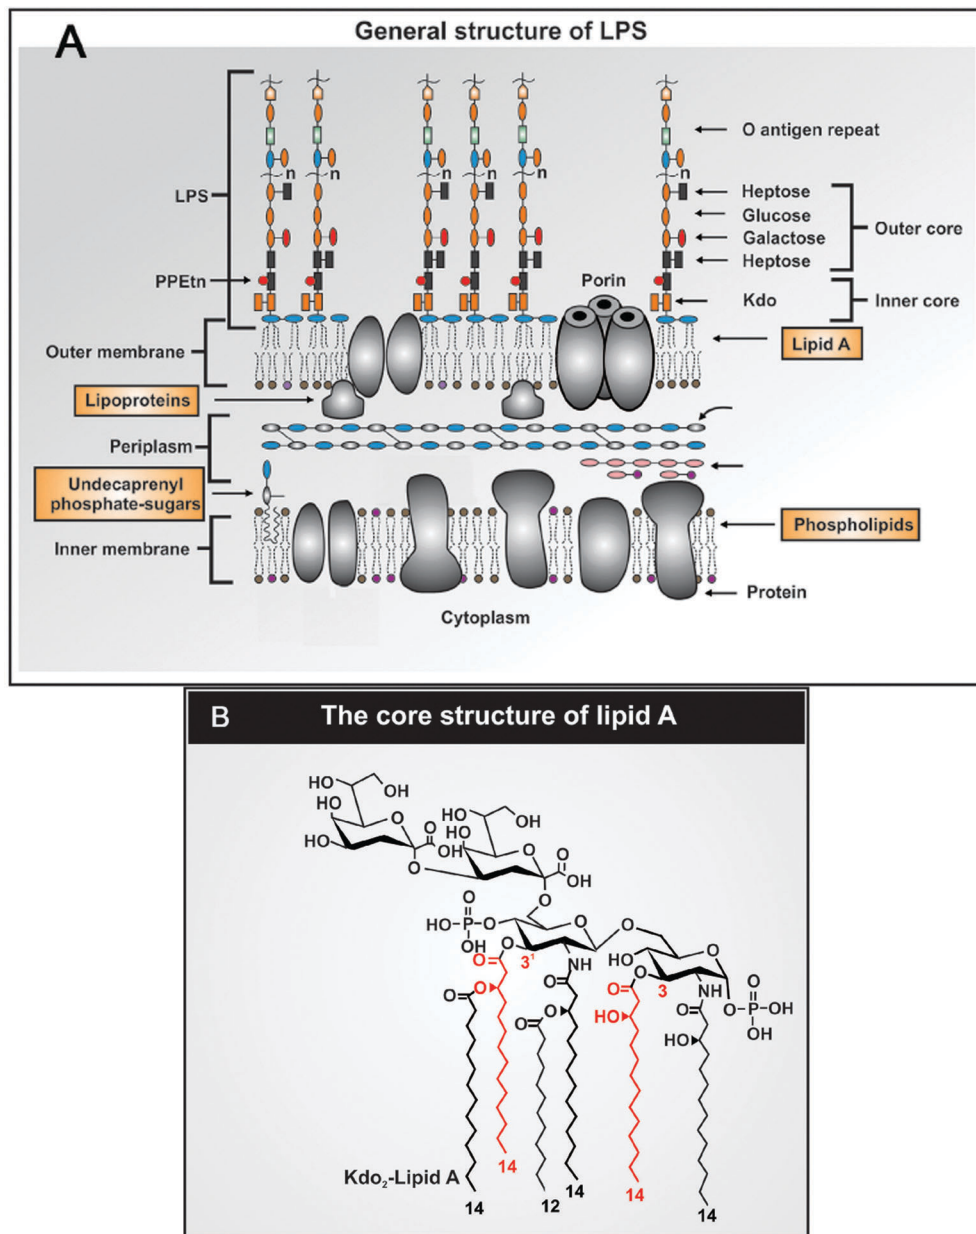 A
General structure of LPS
O antigen repeat
n n n n n n
LPS
Heptose
Glucose
Galactose
Heptose
Outer core
PPEtn
Porin
Kdo
Inner core
Outer membrane
Lipid A
Lipoproteins
Periplasm
Undecaprenyl
phosphate-sugars
Phospholipids
Inner membrane
Protein
Cytoplasm
B
The core structure of lipid A
HO OH
HO
HO O
HO OH
O HO OH
HO O
O
O OH
O
O
HO P O
OH
O
O 3¹ NH
O
HO O
O 3 NH
O O P OH
OH
O O
O
O O
HO
HO
14
14
12
14
14
14
Kdo₂-Lipid A